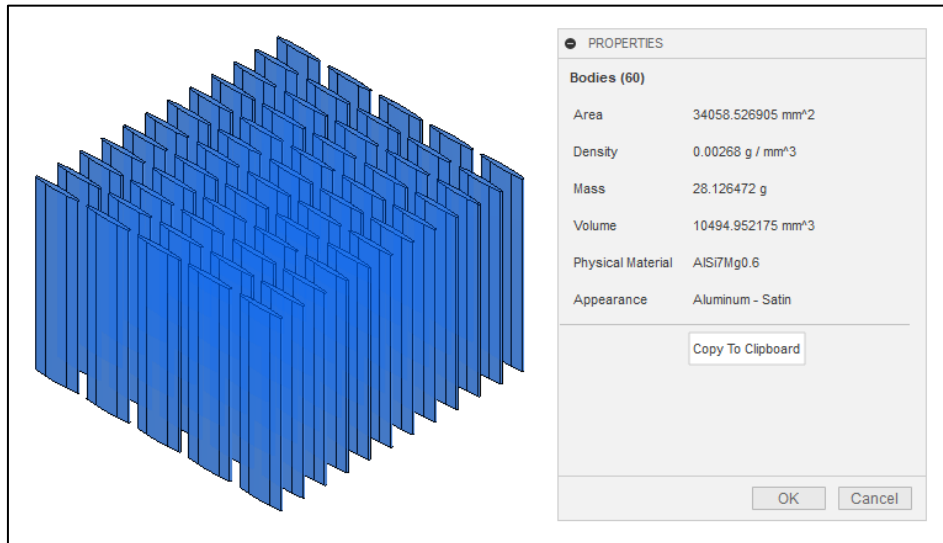 PROPERTIES
Bodies (60)
Area 34058.526905 mm^2
Density 0.00268 g / mm^3
Mass 28.126472 g
Volume 10494.952175 mm^3
Physical Material AlSi7Mg0.6
Appearance Aluminum - Satin
Copy To Clipboard
OK Cancel